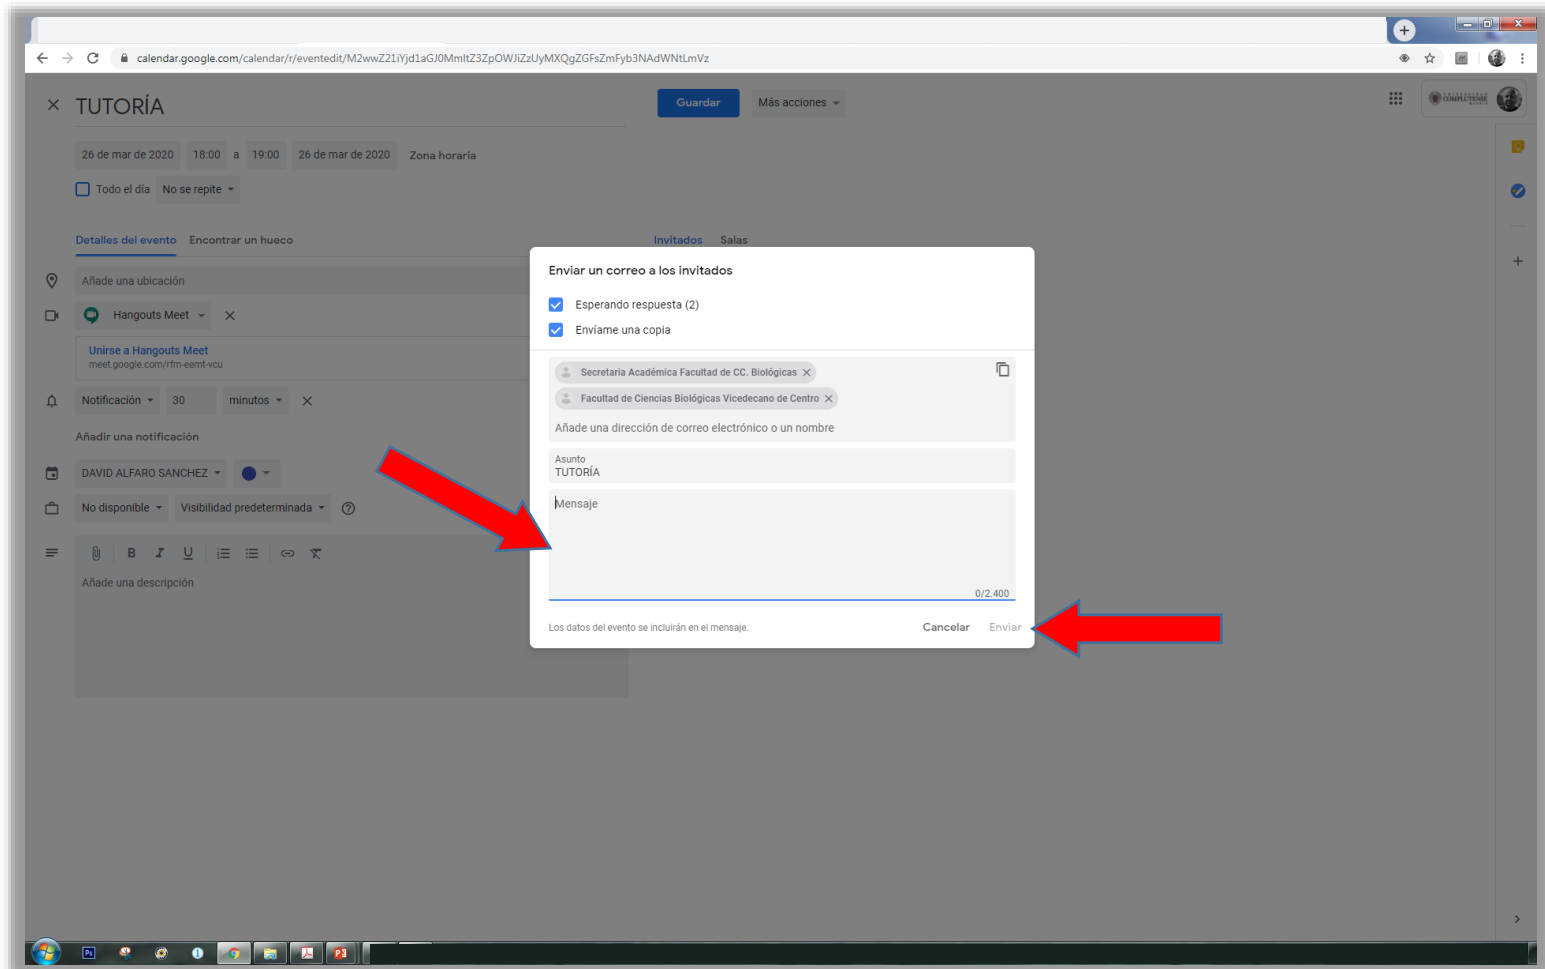 calendar.google.com/calendar/r/eventedit/M2wwZ21iYjd1aGJ0MmltZ3ZpOWJiZzUyMXQgZGFsZmFyb3NAdWNtLmVz
TUTORÍA
Guardar
Más acciones
COMPLUTENSE
26 de mar de 2020 18:00 a 19:00 26 de mar de 2020 Zona horaria
Todo el día No se repite
Detalles del evento Encontrar un hueco
Invitados Salas
Añade una ubicación
Hangouts Meet
Unirse a Hangouts Meet
meet.google.com/rfm-eemt-vcu
Notificación 30 minutos
Añadir una notificación
DAVID ALFARO SANCHEZ
No disponible Visibilidad predeterminada
B I U
Añade una descripción
Enviar un correo a los invitados
Esperando respuesta (2)
Envíame una copia
Secretaria Académica Facultad de CC. Biológicas
Facultad de Ciencias Biológicas Vicedecano de Centro
Añade una dirección de correo electrónico o un nombre
Asunto
TUTORÍA
Mensaje
0/2.400
Los datos del evento se incluirán en el mensaje.
Cancelar Enviar
Ps